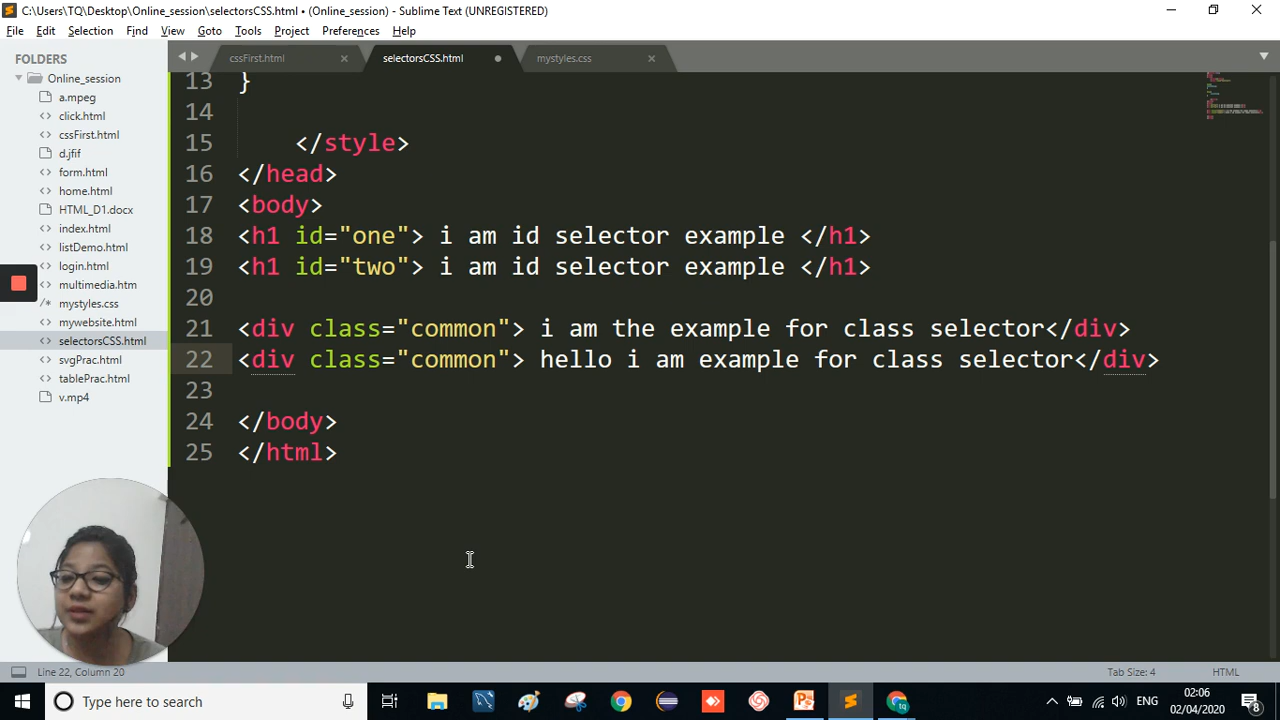 C:\Users\TQ\Desktop\Online_session\selectorsCSS.html • (Online_session) - Sublime Text (UNREGISTERED)
File Edit Selection Find View Goto Tools Project Preferences Help
FOLDERS
Online_session
a.mpeg
click.html
cssFirst.html
d.jfif
form.html
home.html
HTML_D1.docx
index.html
listDemo.html
login.html
multimedia.htm
mystyles.css
mywebsite.html
selectorsCSS.html
svgPrac.html
tablePrac.html
v.mp4
cssFirst.html selectorsCSS.html mystyles.css
13 }
14
15 </style>
16 </head>
17 <body>
18 <h1 id="one"> i am id selector example </h1>
19 <h1 id="two"> i am id selector example </h1>
20
21 <div class="common"> i am the example for class selector</div>
22 <div class="common"> hello i am example for class selector</div>
23
24 </body>
25 </html>
Line 22, Column 20 Tab Size: 4 HTML
Type here to search
ENG
02:06
02/04/2020
8